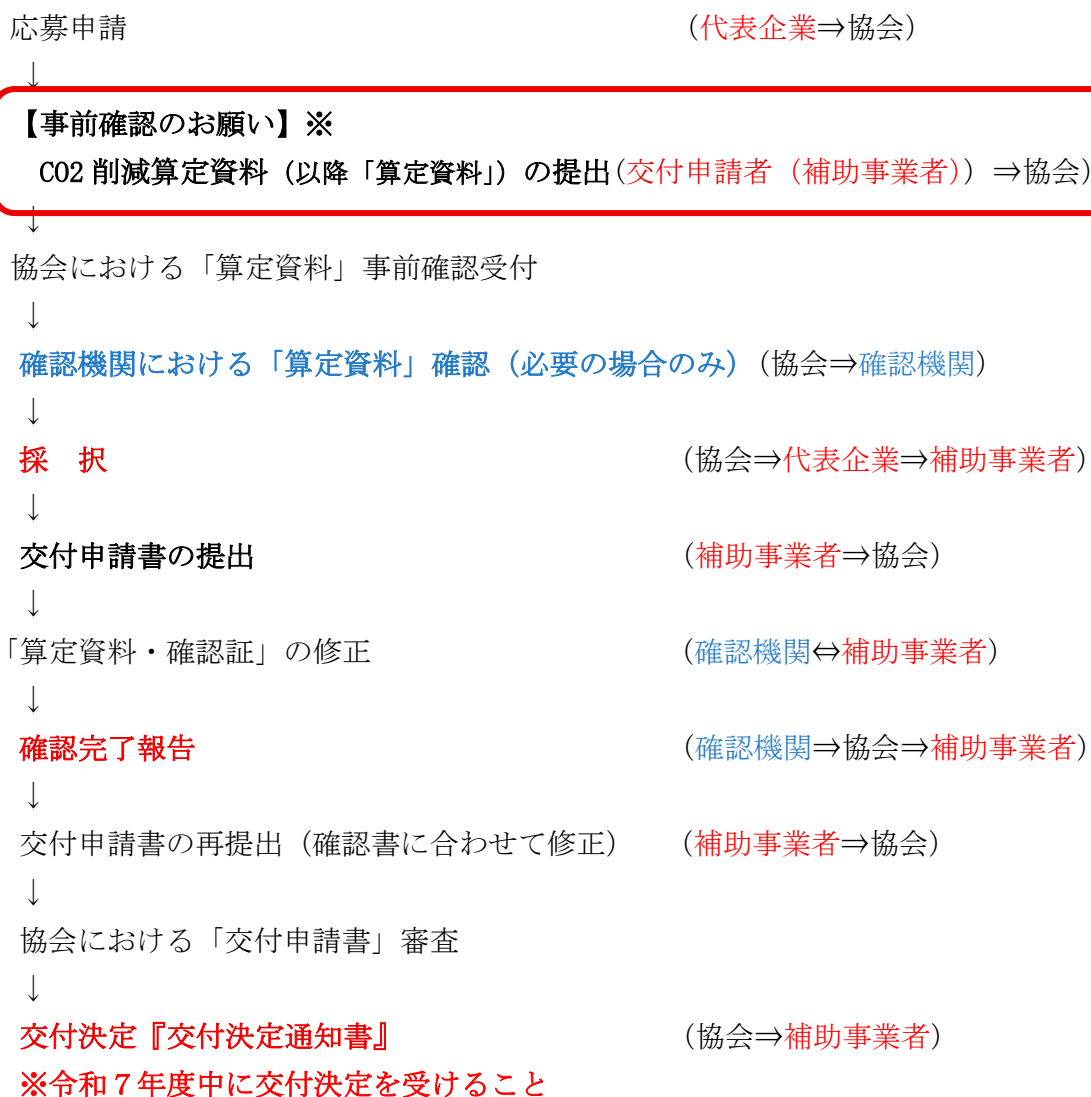 応募申請 （代表企業⇒協会）
↓
【事前確認のお願い】※
CO2削減算定資料（以降「算定資料」）の提出(交付申請者（補助事業者)）⇒協会）
↓
協会における「算定資料」事前確認受付
↓
確認機関における「算定資料」確認（必要の場合のみ）（協会⇒確認機関）
↓
採　択 （協会⇒代表企業⇒補助事業者）
↓
交付申請書の提出 （補助事業者⇒協会）
↓
「算定資料・確認証」の修正 （確認機関⇔補助事業者）
↓
確認完了報告 （確認機関⇒協会⇒補助事業者）
↓
交付申請書の再提出（確認書に合わせて修正） （補助事業者⇒協会）
↓
協会における「交付申請書」審査
↓
交付決定『交付決定通知書』 （協会⇒補助事業者）
※令和７年度中に交付決定を受けること